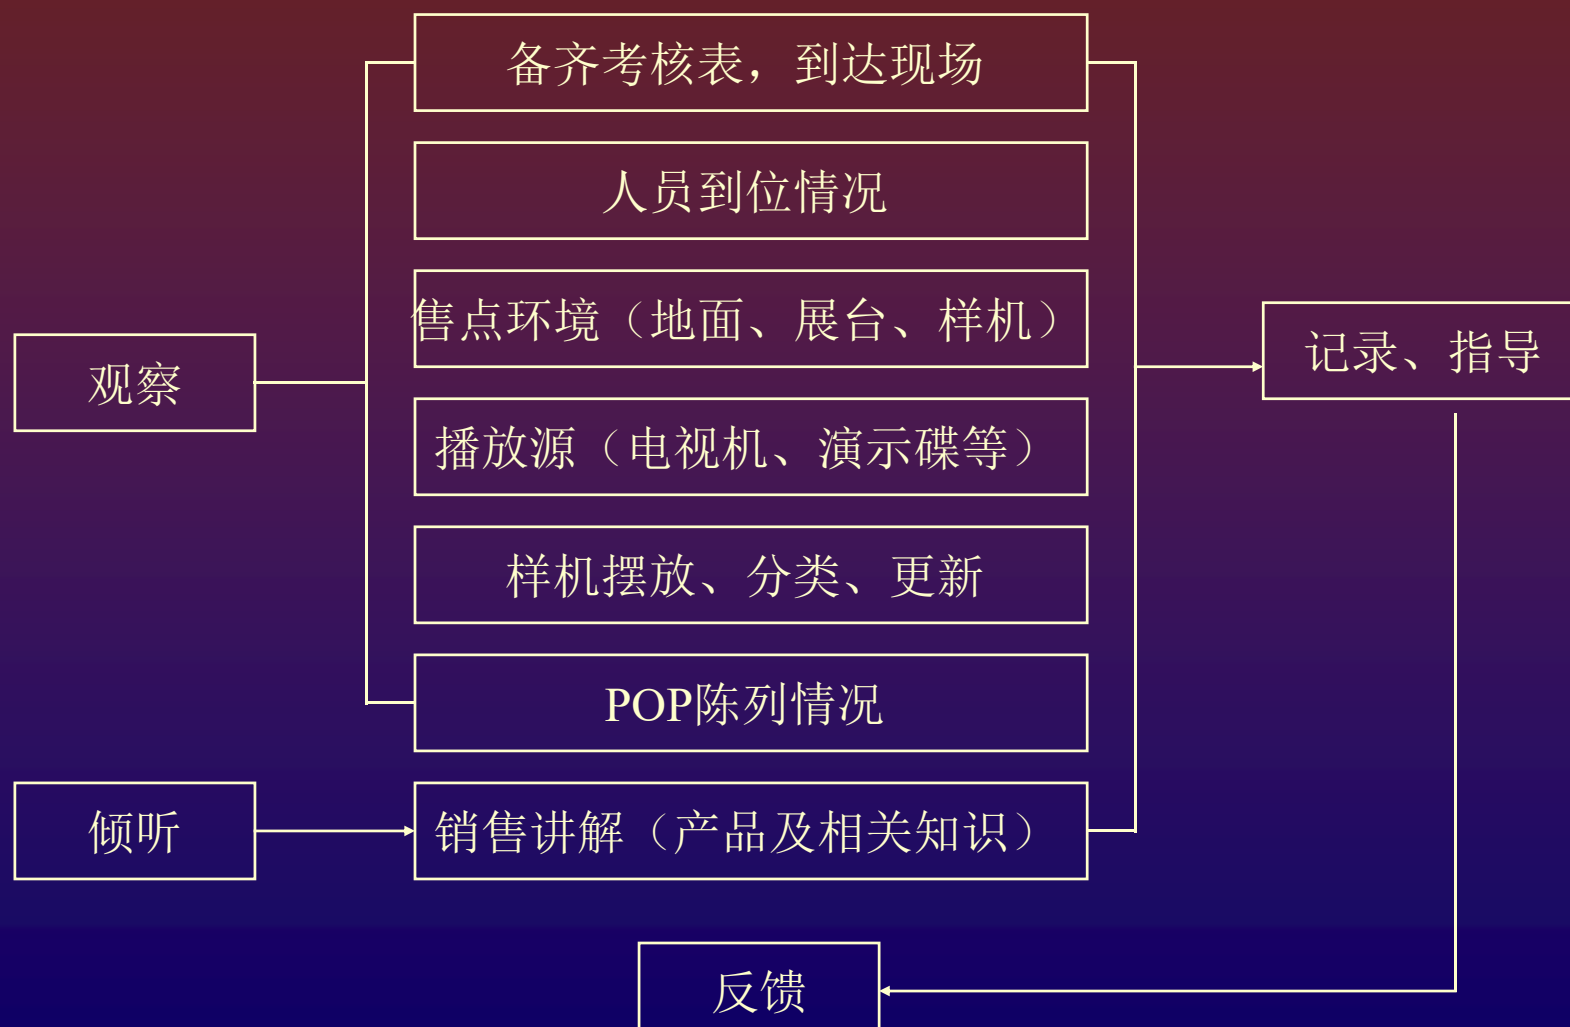 备齐考核表，到达现场
人员到位情况
售点环境（地面、展台、样机）
记录、指导
观察
播放源（电视机、演示碟等）
样机摆放、分类、更新
POP陈列情况
倾听
销售讲解（产品及相关知识）
反馈